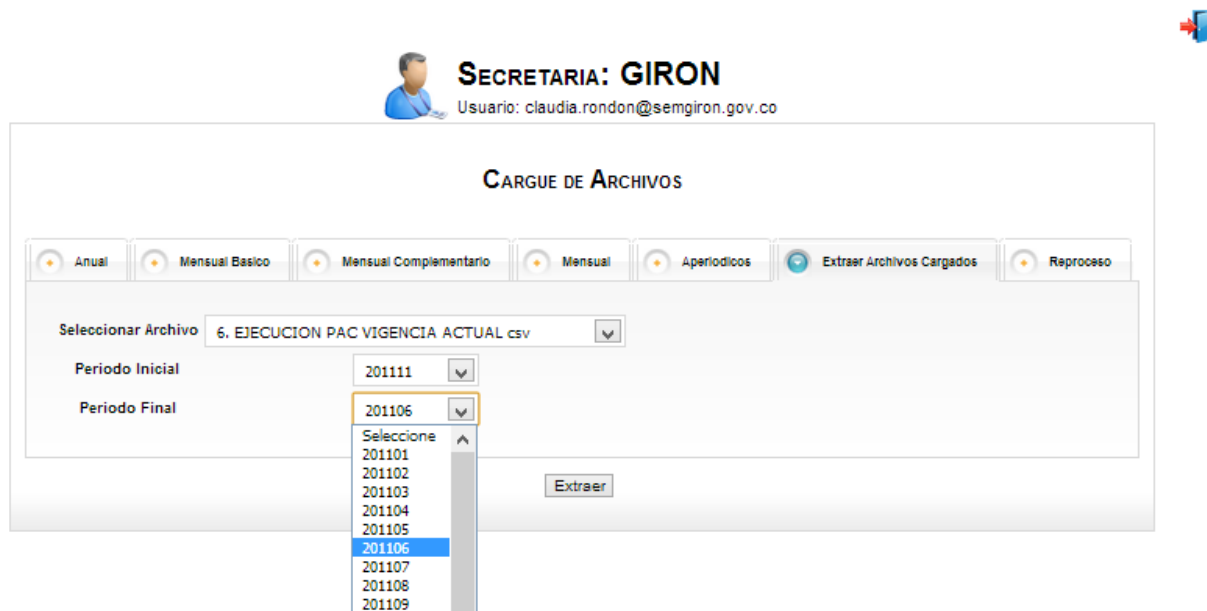 SECRETARIA: GIRON
Usuario: claudia.rondon@semgiron.gov.co
CARGUE DE ARCHIVOS
Anual Mensual Basico Mensual Complementario Mensual Aperiodicos Extraer Archivos Cargados Reproceso
Seleccionar Archivo 6. EJECUCION PAC VIGENCIA ACTUAL csv
Periodo Inicial 201111
Periodo Final 201106
Seleccione
201101
201102
201103
Extraer
201104
201105
201106
201107
201108
201109